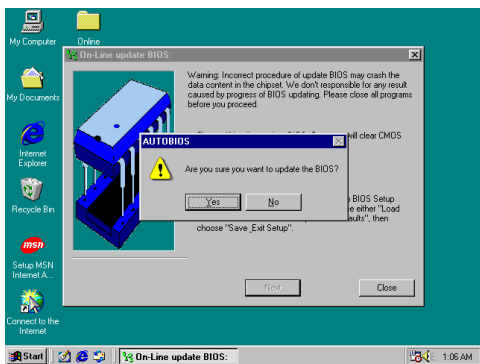 My Computer
Online
On-Line update BIOS:
Warning: Incorrect procedure of update BIOS may crash the
data content in the chipset. We don't responsible for any result
caused by progress of BIOS updating. Please close all programs
before you proceed.
My Documents
will clear CMOS
AUTOBIOS
Are you sure you want to update the BIOS?
Internet
Explorer
Yes
No
BIOS Setup
either "Load
Recycle Bin
then
choose "Save _Exit Setup".
msn
Setup MSN
Internet A...
Next
Close
Connect to the
Internet
Start
On-Line update BIOS:
1:06 AM